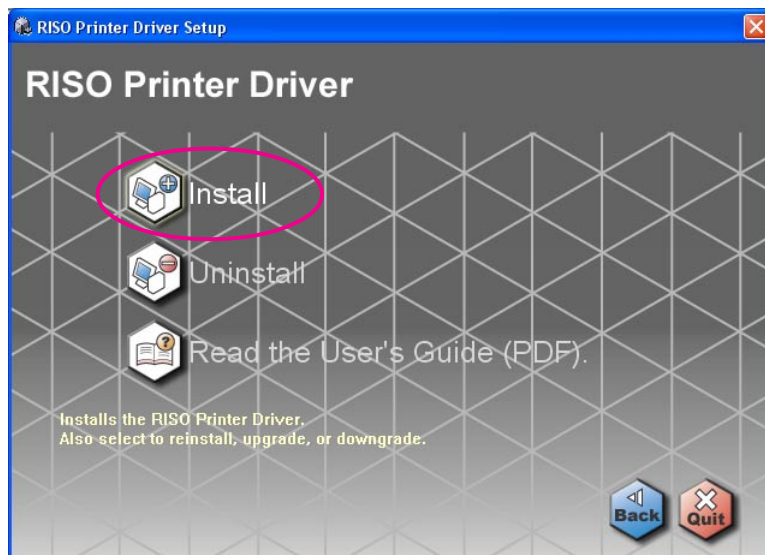 RISO Printer Driver Setup
RISO Printer Driver
Install
Uninstall
Read the User's Guide (PDF).
Installs the RISO Printer Driver.
Also select to reinstall, upgrade, or downgrade.
Back
Quit